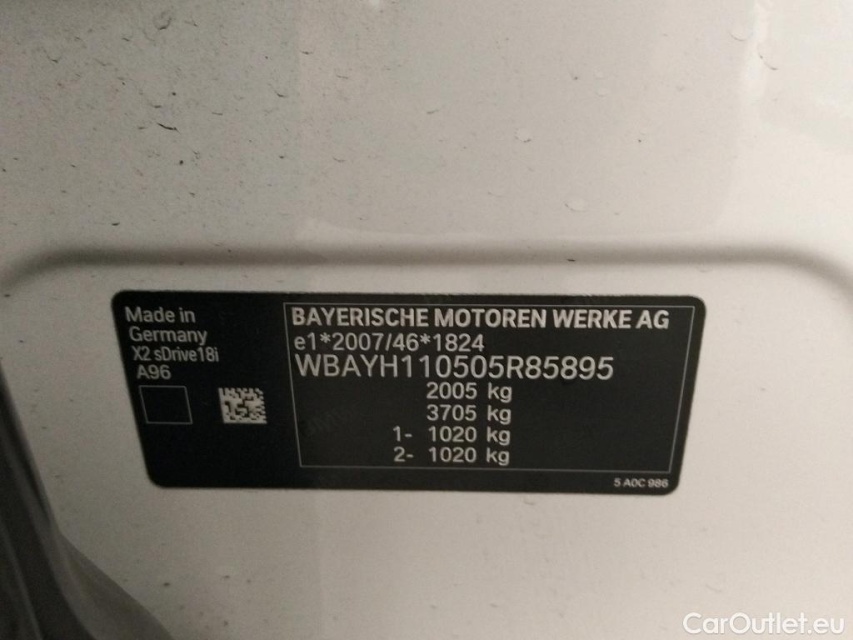 Made in
Germany
X2 sDrive18i
A96
BAYERISCHE MOTOREN WERKE AG
e1*2007/46*1824
WBAYH110505R85895
2005 kg
3705 kg
1- 1020 kg
2- 1020 kg
5 A0C 986
CarOutlet.eu